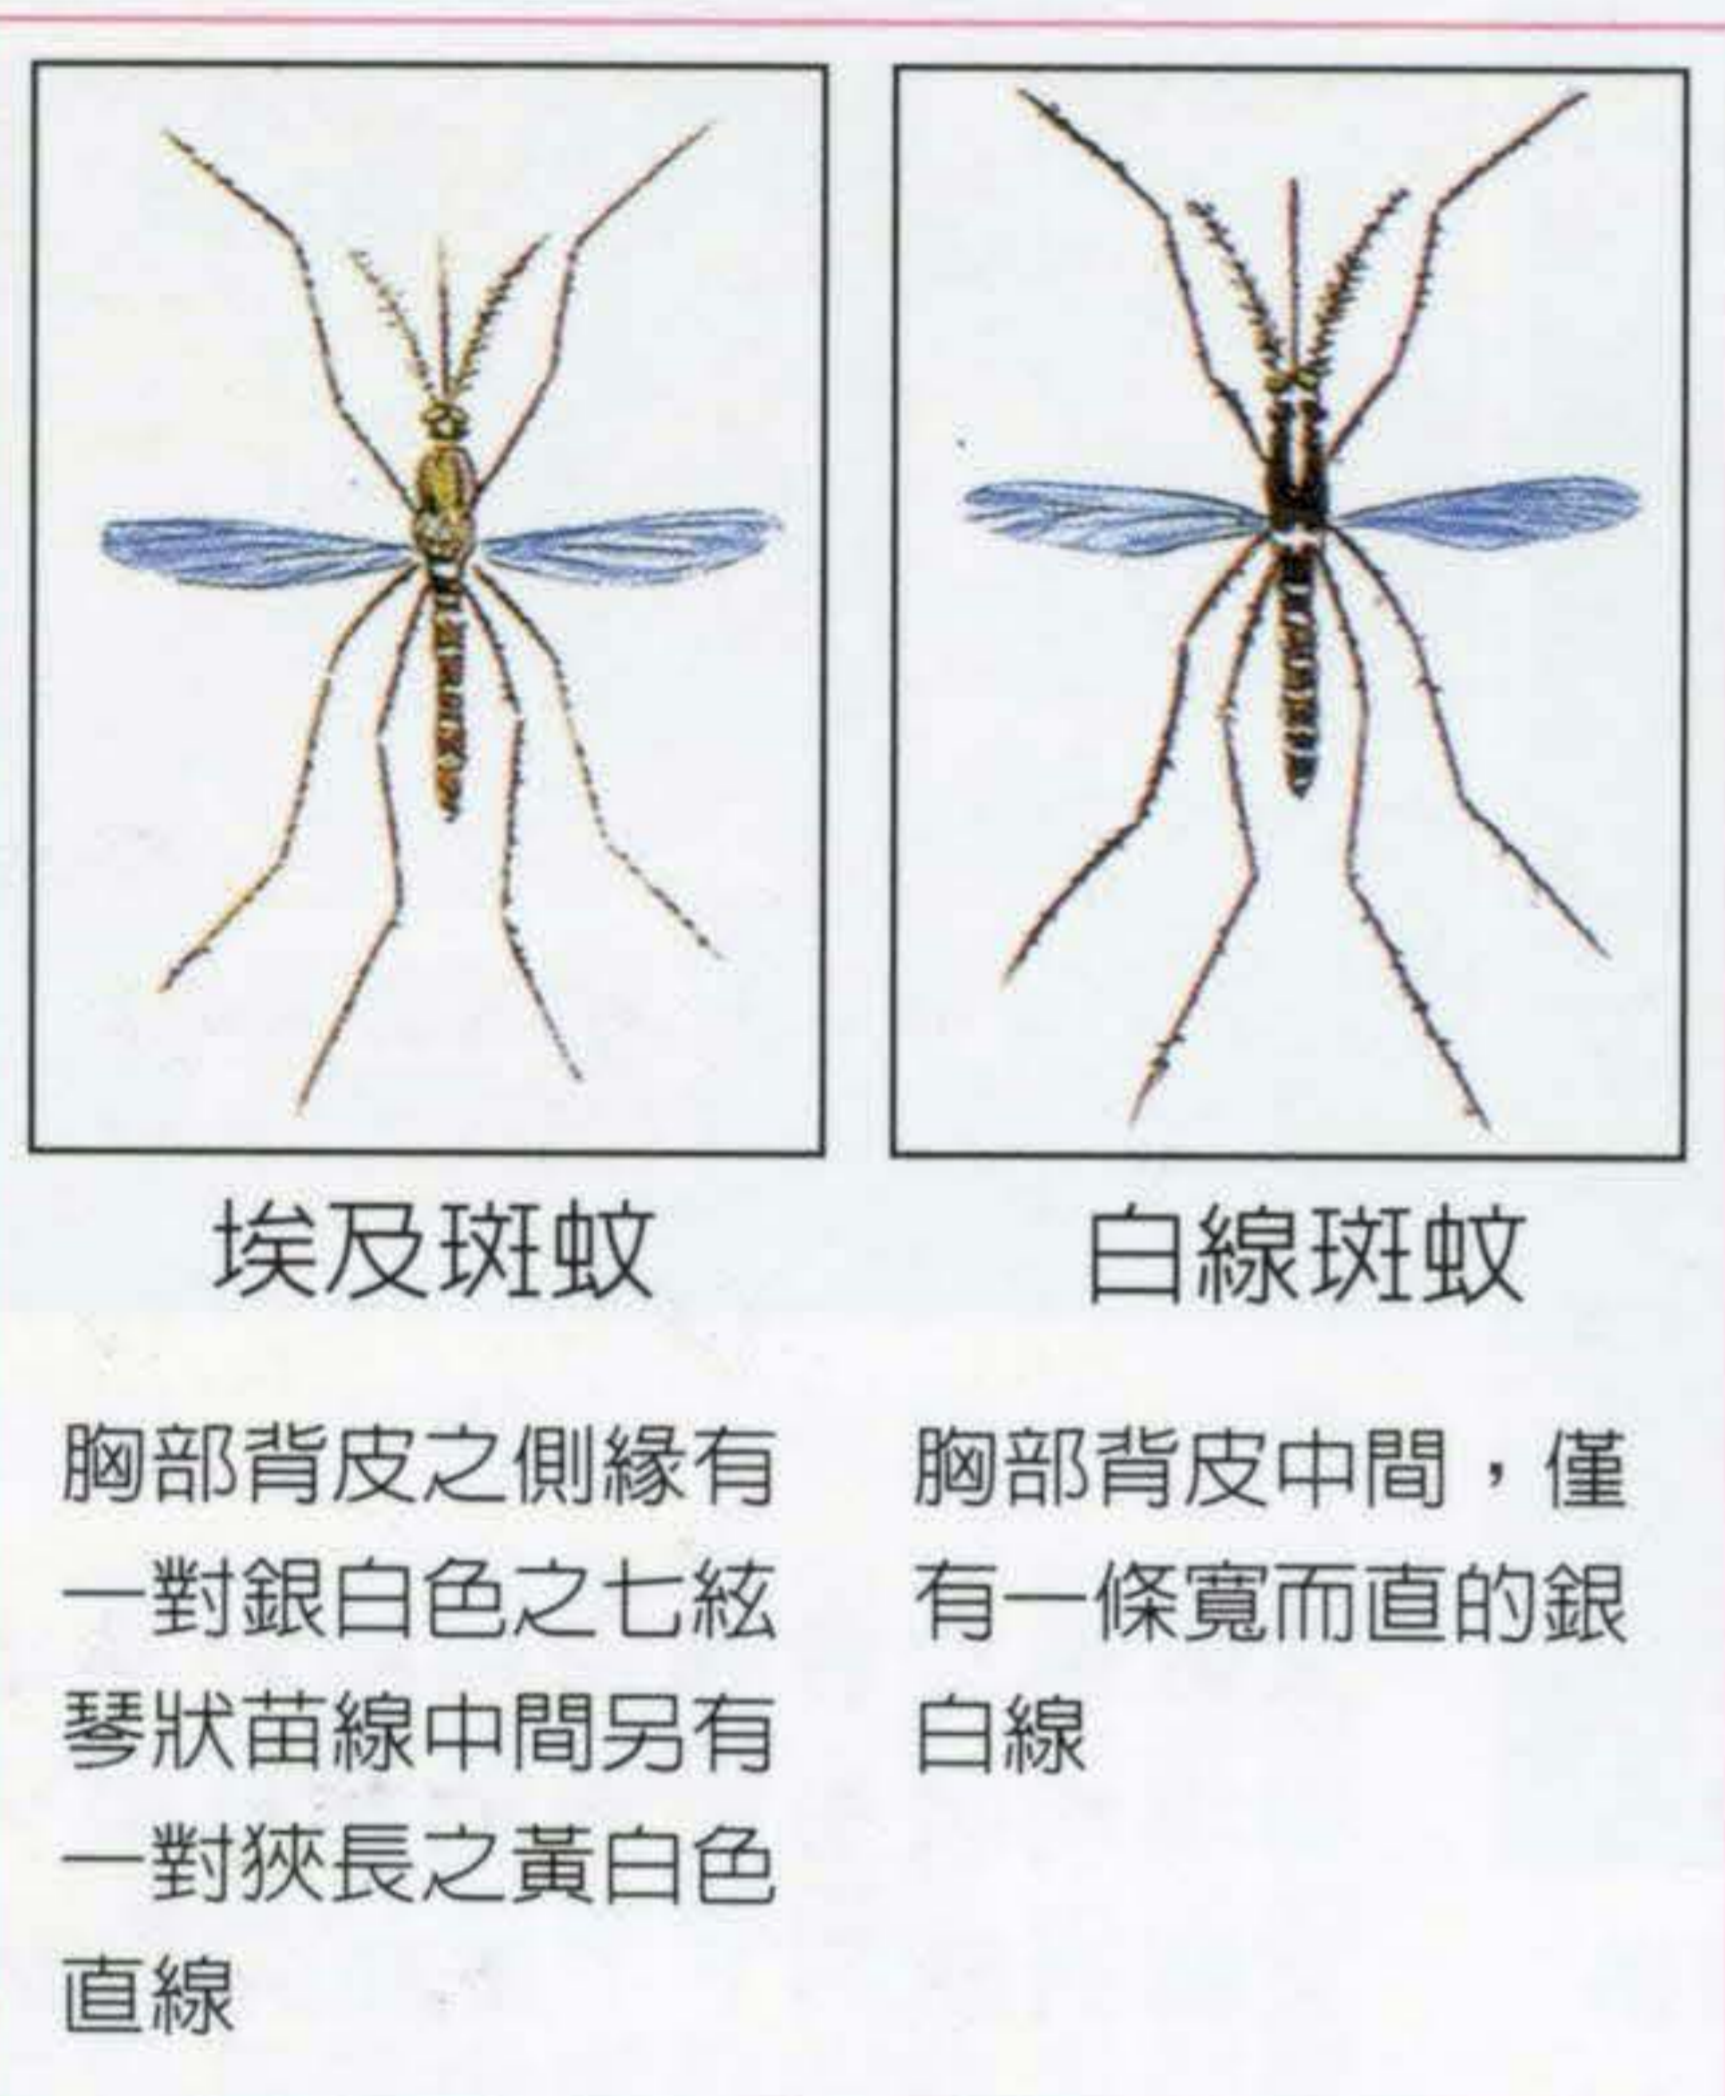 埃及斑蚊
胸部背皮之側緣有
一對銀白色之七絃
琴狀苗線中間另有
一對狹長之黃白色
直線
白線斑蚊
胸部背皮中間，僅
有一條寬而直的銀
白線